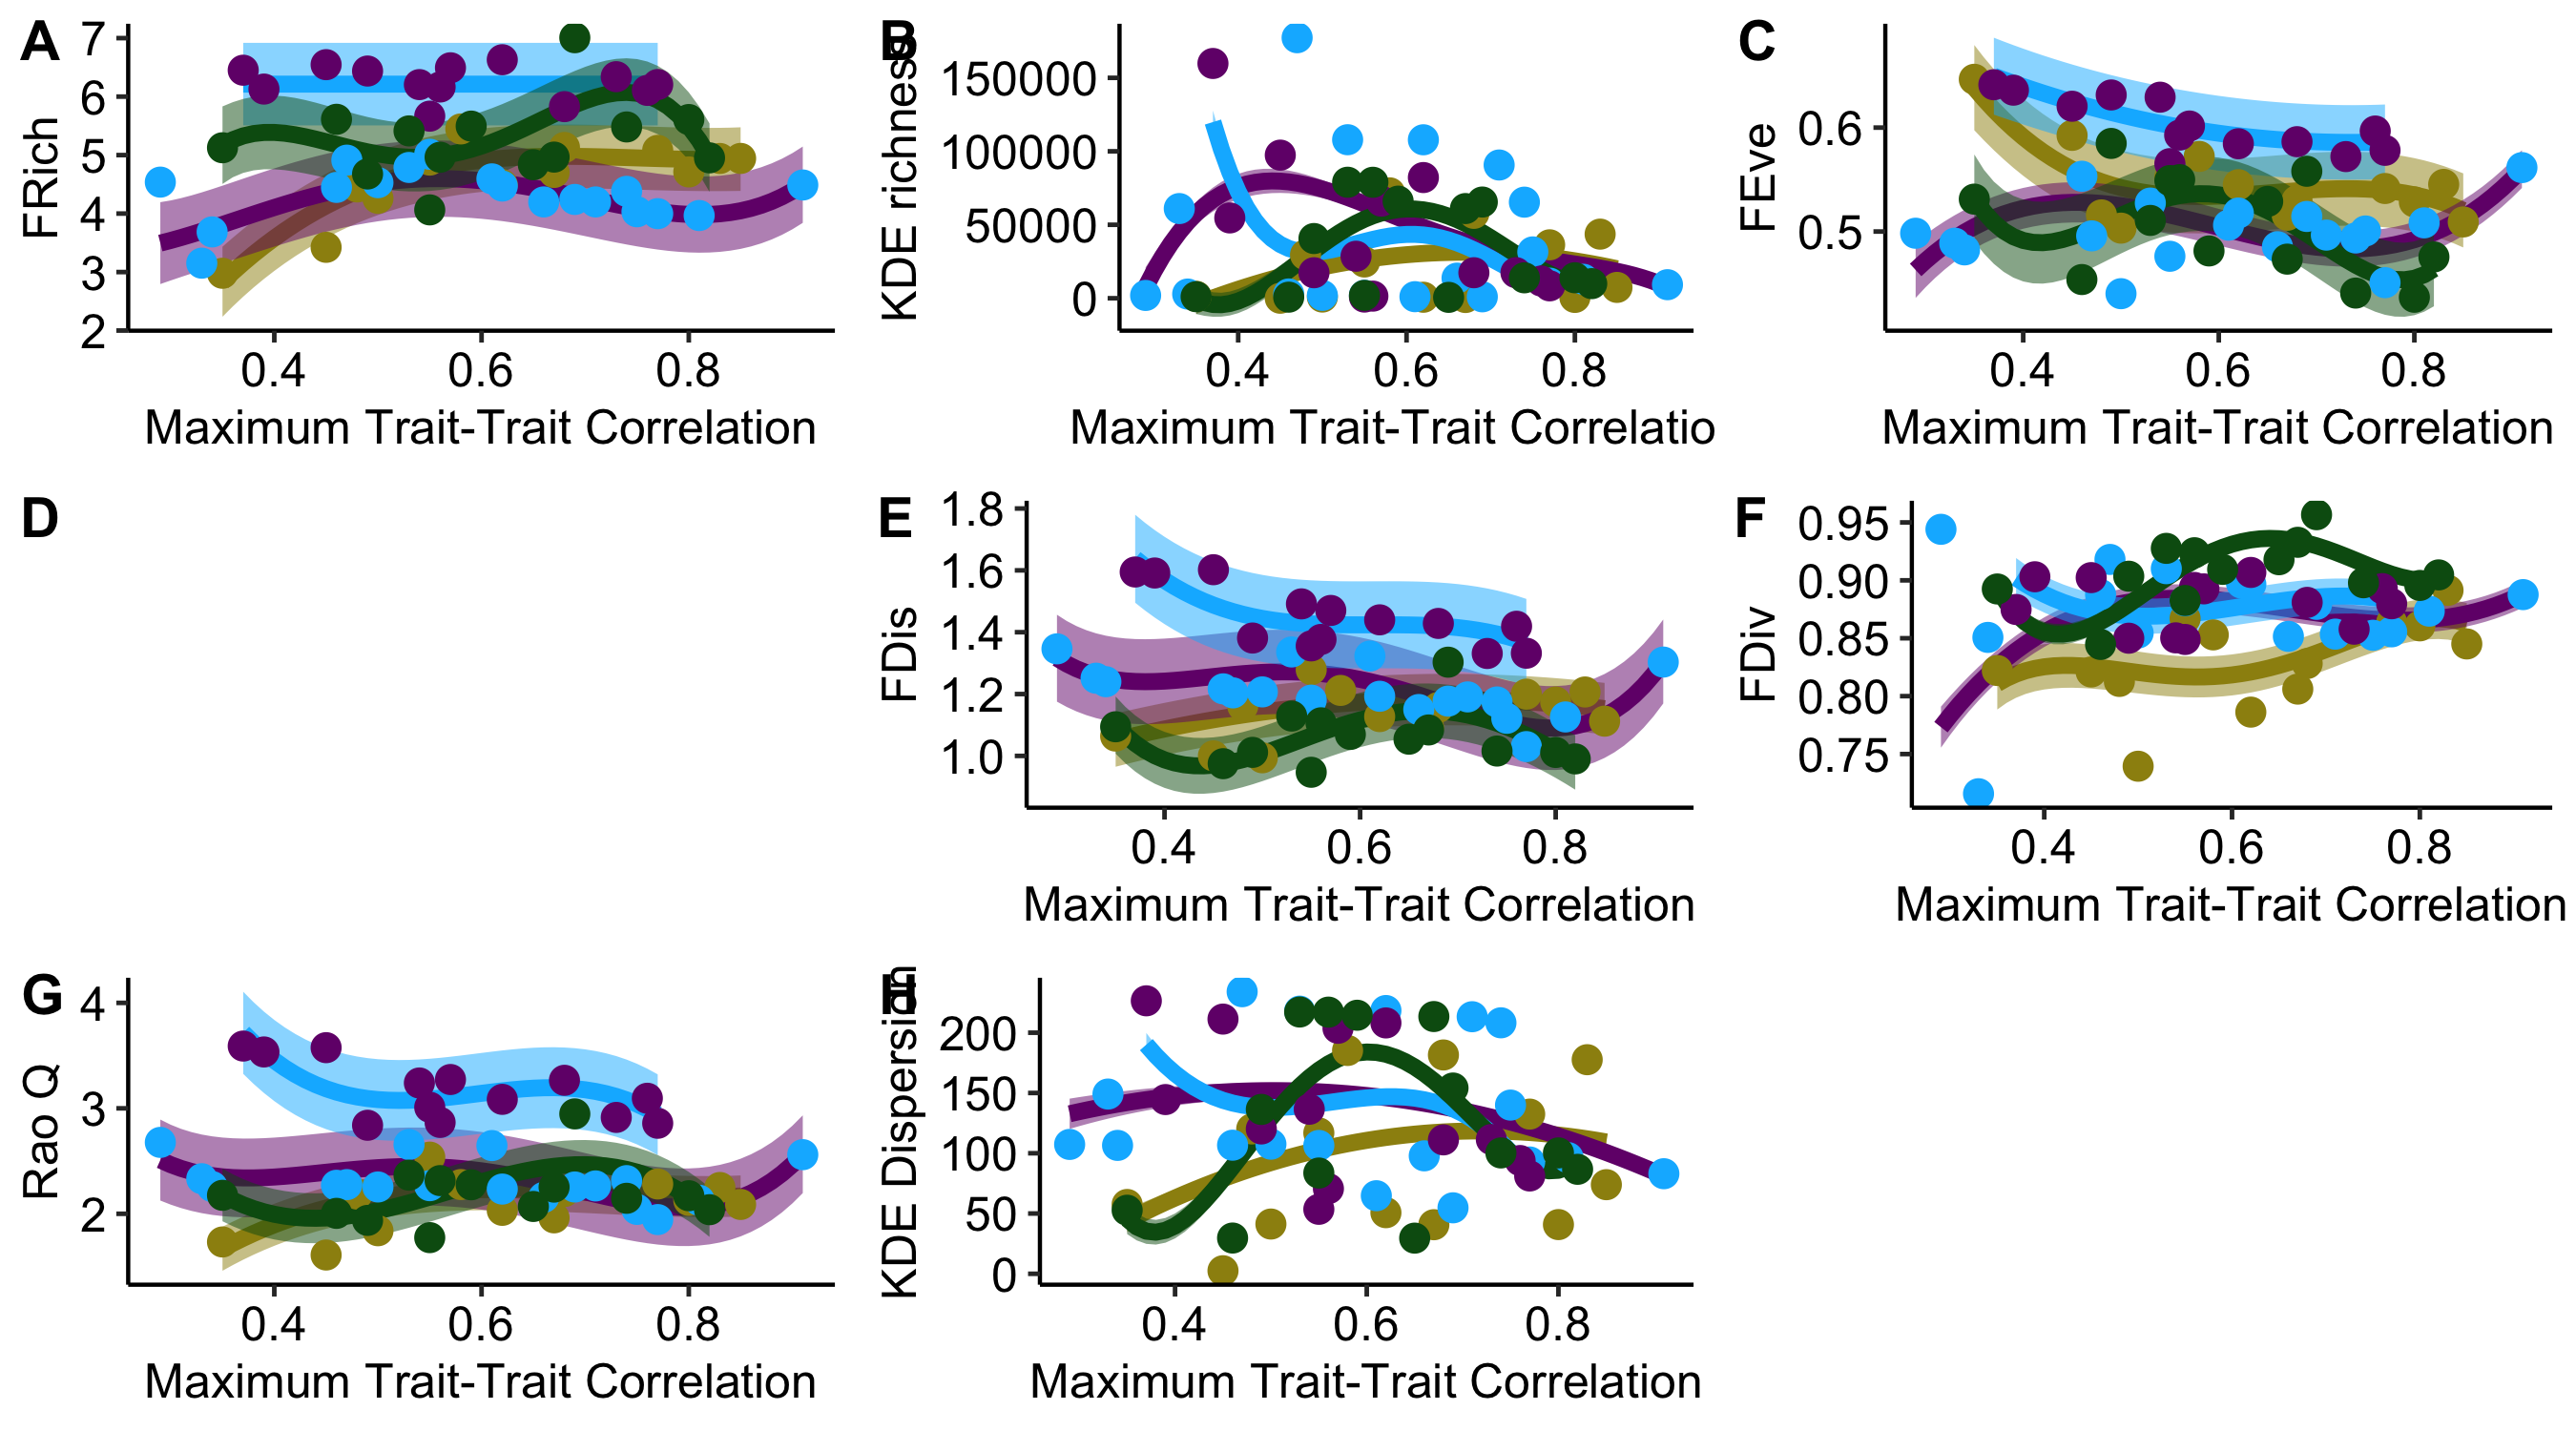 A
FRich
7
6
5
4
3
2
0.4 0.6 0.8
Maximum Trait-Trait Correlation
B
KDE richness
150000
100000
50000
0
0.4 0.6 0.8
Maximum Trait-Trait Correlatio
C
FEve
0.6
0.5
0.4 0.6 0.8
Maximum Trait-Trait Correlation
D
E
FDis
1.8
1.6
1.4
1.2
1.0
0.4 0.6 0.8
Maximum Trait-Trait Correlation
F
FDiv
0.95
0.90
0.85
0.80
0.75
0.4 0.6 0.8
Maximum Trait-Trait Correlation
G
Rao Q
4
3
2
0.4 0.6 0.8
Maximum Trait-Trait Correlation
H
KDE Dispersion
200
150
100
50
0
0.4 0.6 0.8
Maximum Trait-Trait Correlation